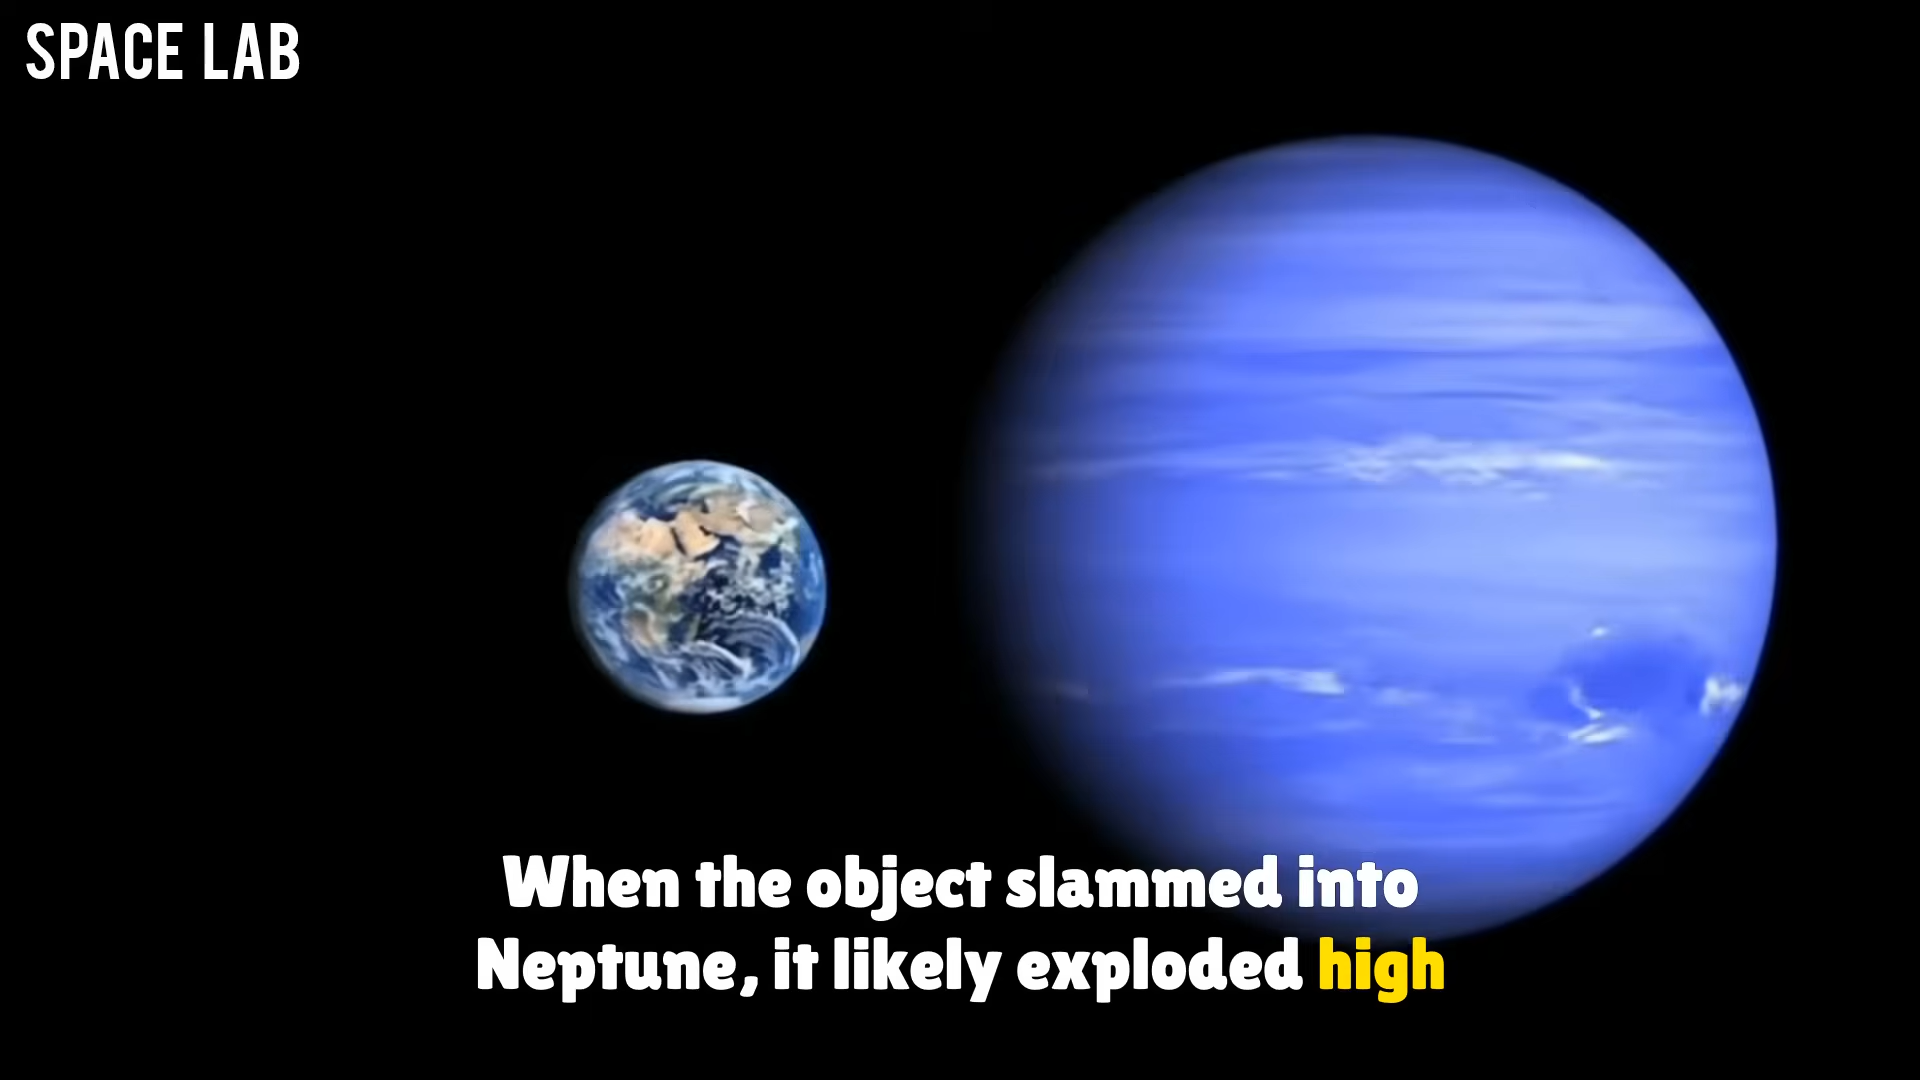 SPACE LAB
When the object slammed into
Neptune, it likely exploded high